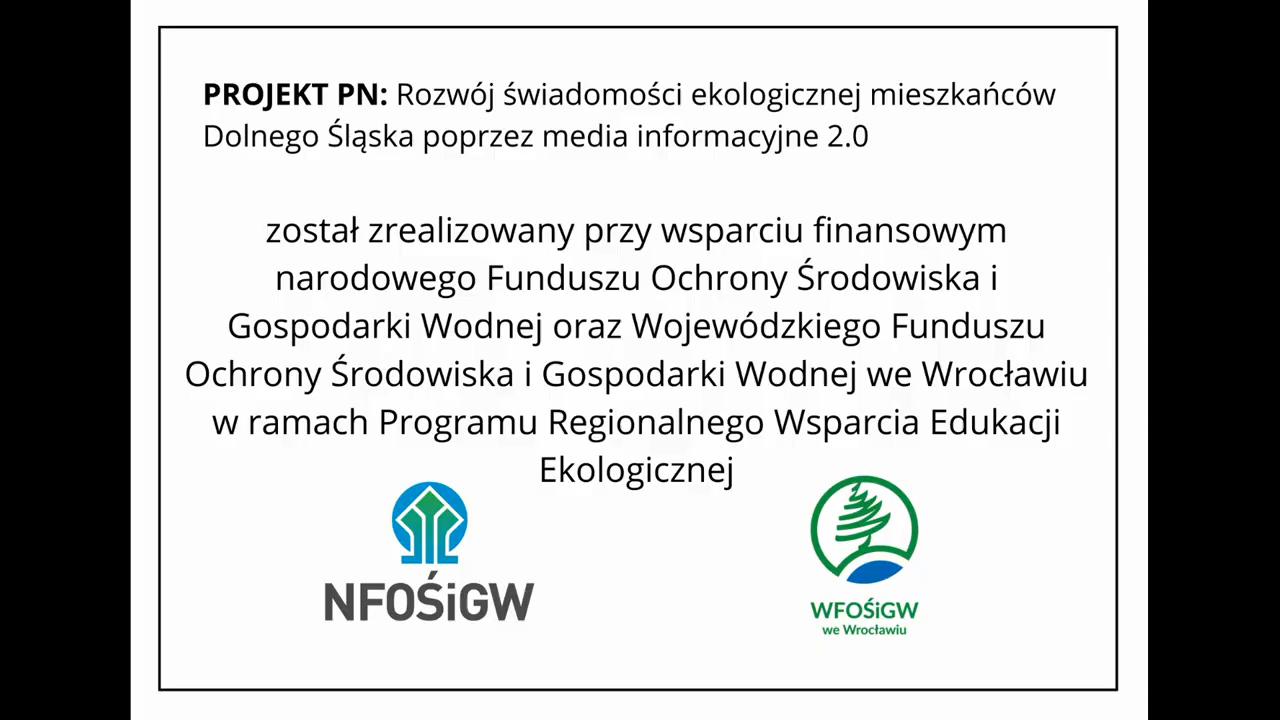 PROJEKT PN: Rozwój świadomości ekologicznej mieszkańców
Dolnego Śląska poprzez media informacyjne 2.0
został zrealizowany przy wsparciu finansowym
narodowego Funduszu Ochrony Środowiska i
Gospodarki Wodnej oraz Wojewódzkiego Funduszu
Ochrony Środowiska i Gospodarki Wodnej we Wrocławiu
w ramach Programu Regionalnego Wsparcia Edukacji
Ekologicznej
NFOŚiGW
WFOŚiGW
we Wrocławiu